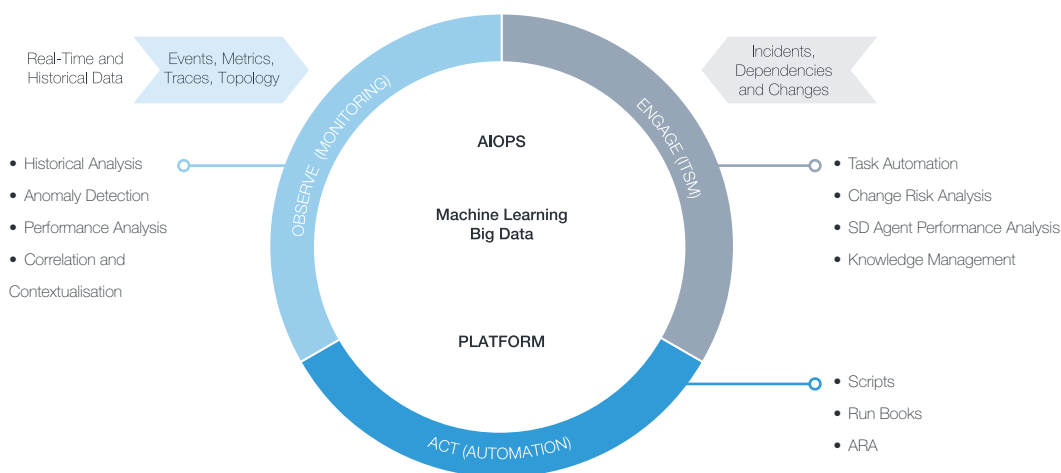 Real-Time and
Historical Data
Events, Metrics,
Traces, Topology
Incidents,
Dependencies
and Changes
OBSERVE (MONITORING)
ENGAGE (ITSM)
ACT (AUTOMATION)
AIOPS
Machine Learning
Big Data
PLATFORM
• Historical Analysis
• Anomaly Detection
• Performance Analysis
• Correlation and
Contextualisation
• Task Automation
• Change Risk Analysis
• SD Agent Performance Analysis
• Knowledge Management
• Scripts
• Run Books
• ARA